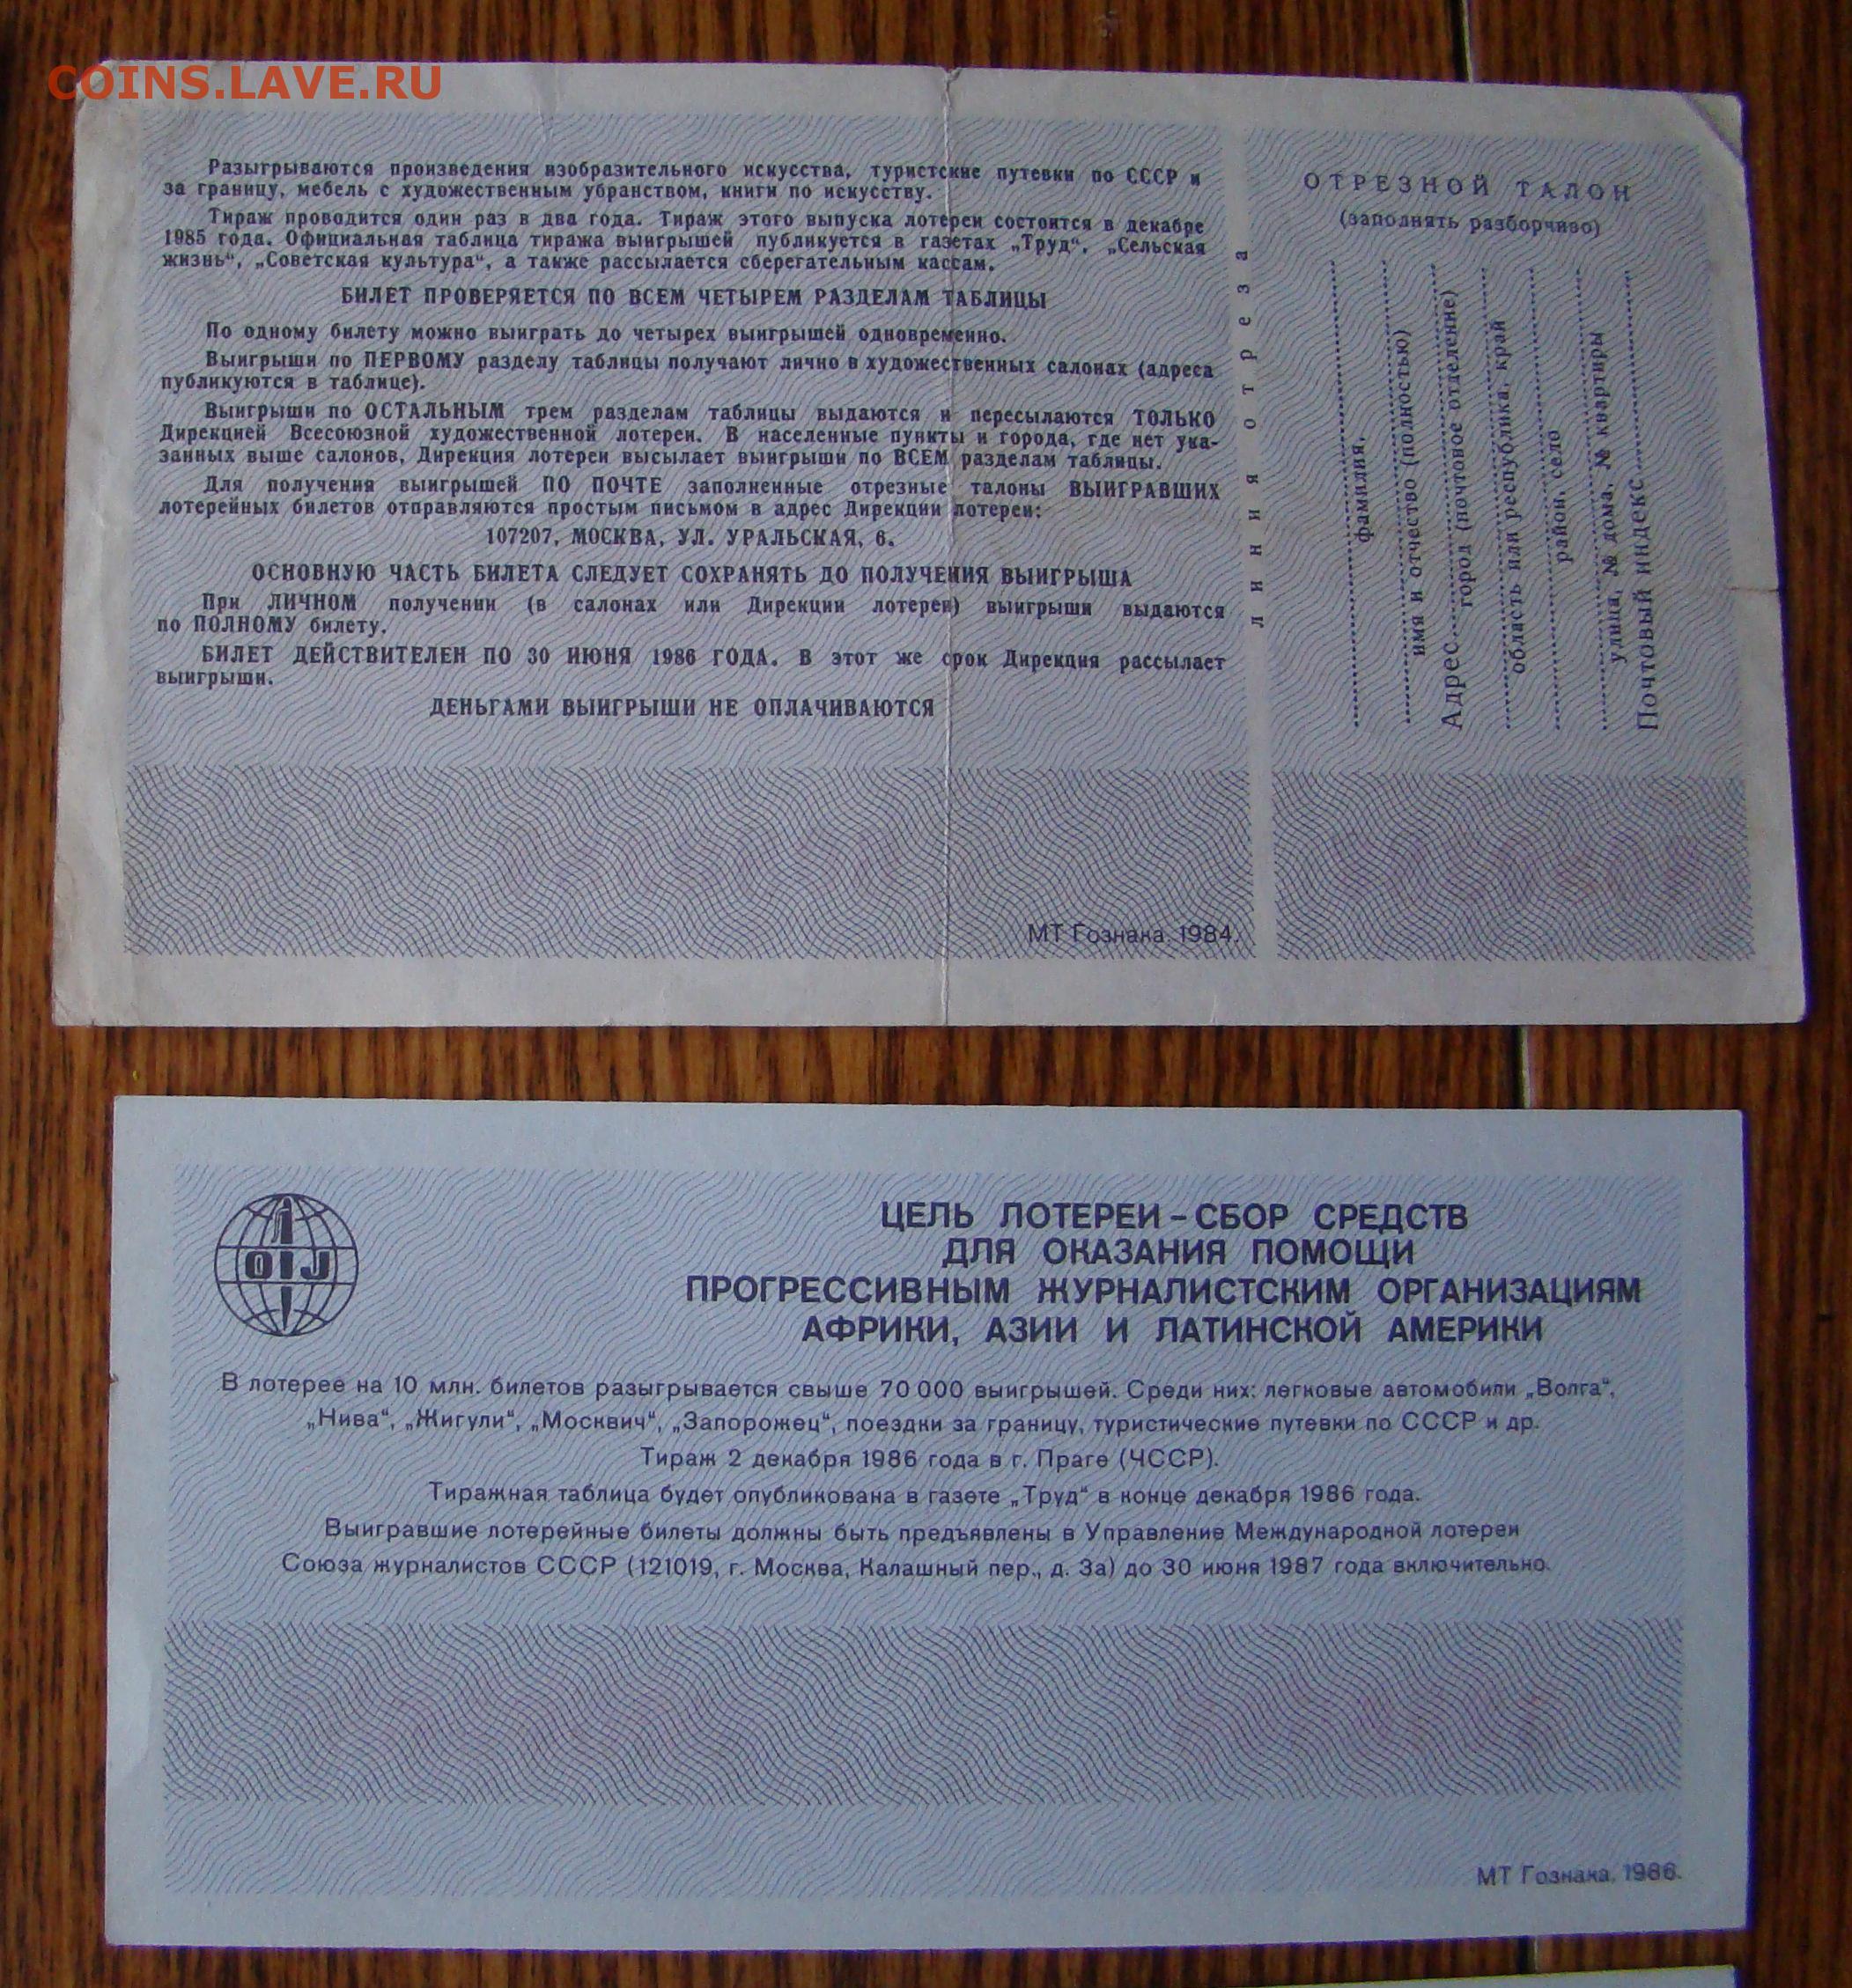 COINS.LAVE.RU
Разыгрываются произведения изобразительного искусства, туристские путевки по СССР и
за границу, мебель с художественным убранством, книги по искусству.
Тираж проводится один раз в два года. Тираж этого выпуска лотереи состоится в декабре
1985 года. Официальная таблица тиража выигрышей публикуется в газетах „Труд“, „Сельская
жизнь“, „Советская культура“, а также рассылается сберегательным кассам.
БИЛЕТ ПРОВЕРЯЕТСЯ ПО ВСЕМ ЧЕТЫРЕМ РАЗДЕЛАМ ТАБЛИЦЫ
По одному билету можно выиграть до четырех выигрышей одновременно.
Выигрыши по ПЕРВОМУ разделу таблицы получают лично в художественных салонах (адреса
публикуются в таблице).
Выигрыши по ОСТАЛЬНЫМ трем разделам таблицы выдаются и пересылаются ТОЛЬКО
Дирекцией Всесоюзной художественной лотереи. В населенные пункты и города, где нет ука-
занных выше салонов, Дирекция лотереи высылает выигрыши по ВСЕМ разделам таблицы.
Для получения выигрышей ПО ПОЧТЕ заполненные отрезные талоны ВЫИГРАВШИХ
лотерейных билетов отправляются простым письмом в адрес Дирекции лотереи:
107207, МОСКВА, УЛ. УРАЛЬСКАЯ, 6.
ОСНОВНУЮ ЧАСТЬ БИЛЕТА СЛЕДУЕТ СОХРАНЯТЬ ДО ПОЛУЧЕНИЯ ВЫИГРЫША
При ЛИЧНОМ получении (в салонах или Дирекции лотереи) выигрыши выдаются
по ПОЛНОМУ билету.
БИЛЕТ ДЕЙСТВИТЕЛЕН ПО 30 ИЮНЯ 1986 ГОДА. В этот же срок Дирекция рассылает
выигрыши.
ДЕНЬГАМИ ВЫИГРЫШИ НЕ ОПЛАЧИВАЮТСЯ
МТ Гознака. 1984.
линия отреза
ОТРЕЗНОЙ ТАЛОН
(заполнять разборчиво)
фамилия,
имя и отчество (полностью)
Адрес
город (почтовое отделение)
область или республика, край
район, село
улица, № дома, № квартиры
Почтовый индекс
OIJ
ЦЕЛЬ ЛОТЕРЕИ – СБОР СРЕДСТВ
ДЛЯ ОКАЗАНИЯ ПОМОЩИ
ПРОГРЕССИВНЫМ ЖУРНАЛИСТСКИМ ОРГАНИЗАЦИЯМ
АФРИКИ, АЗИИ И ЛАТИНСКОЙ АМЕРИКИ
В лотерее на 10 млн. билетов разыгрывается свыше 70 000 выигрышей. Среди них: легковые автомобили „Волга“,
„Нива“, „Жигули“, „Москвич“, „Запорожец“, поездки за границу, туристические путевки по СССР и др.
Тираж 2 декабря 1986 года в г. Праге (ЧССР).
Тиражная таблица будет опубликована в газете „Труд“ в конце декабря 1986 года.
Выигравшие лотерейные билеты должны быть предъявлены в Управление Международной лотереи
Союза журналистов СССР (121019, г. Москва, Калашный пер., д. 3а) до 30 июня 1987 года включительно.
МТ Гознака. 1986.